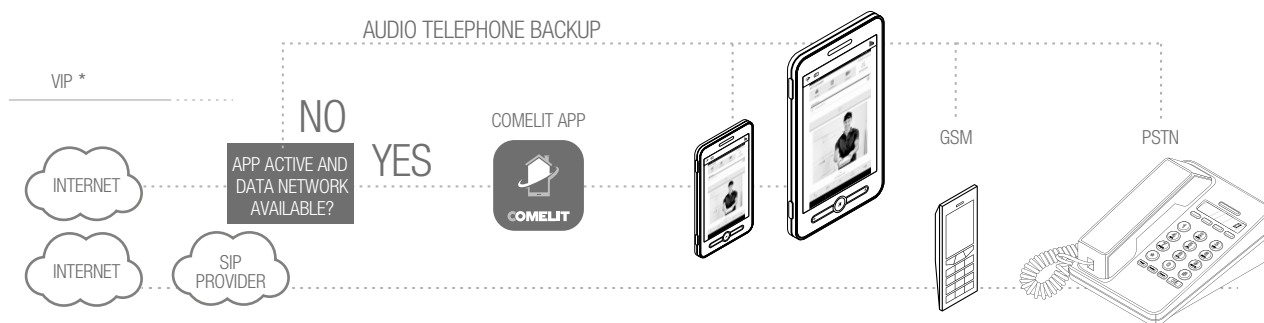 AUDIO TELEPHONE BACKUP
VIP *
NO
YES
COMELIT APP
GSM
PSTN
INTERNET
APP ACTIVE AND
DATA NETWORK
AVAILABLE?
COMELIT
INTERNET
SIP
PROVIDER